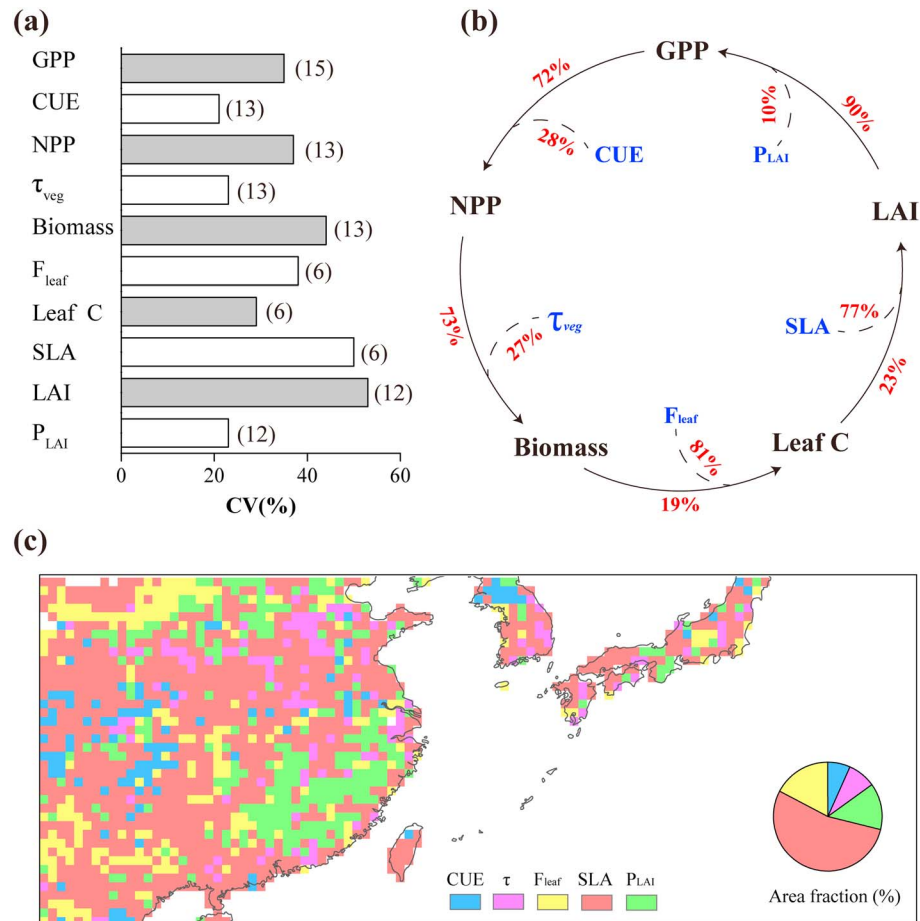 (a)
GPP (15)
CUE (13)
NPP (13)
τveg (13)
Biomass (13)
Fleaf (6)
Leaf C (6)
SLA (6)
LAI (12)
PLAI (12)
0 20 40 60
CV(%)
(b)
GPP
72%
10%
90%
28%
CUE
PLAI
NPP
LAI
73%
27%
τveg
SLA
77%
23%
Fleaf
81%
Biomass
Leaf C
19%
(c)
CUE τ Fleaf SLA PLAI
Area fraction (%)